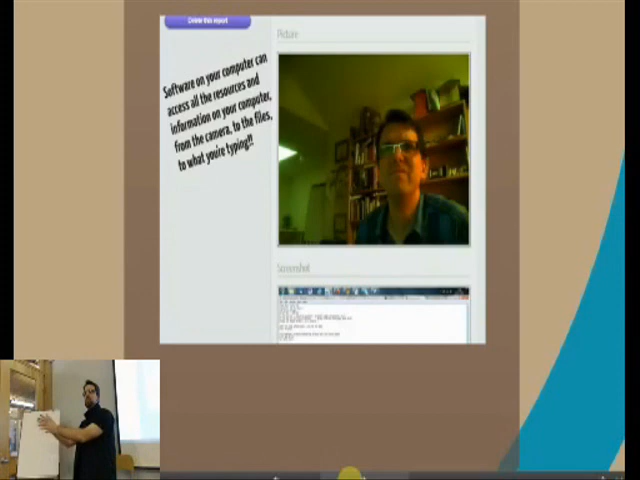 Delete this report
Picture
Software on your computer can
access all the resources and
information on your computer,
from the camera, to the files,
to what you're typing!!
Screenshot